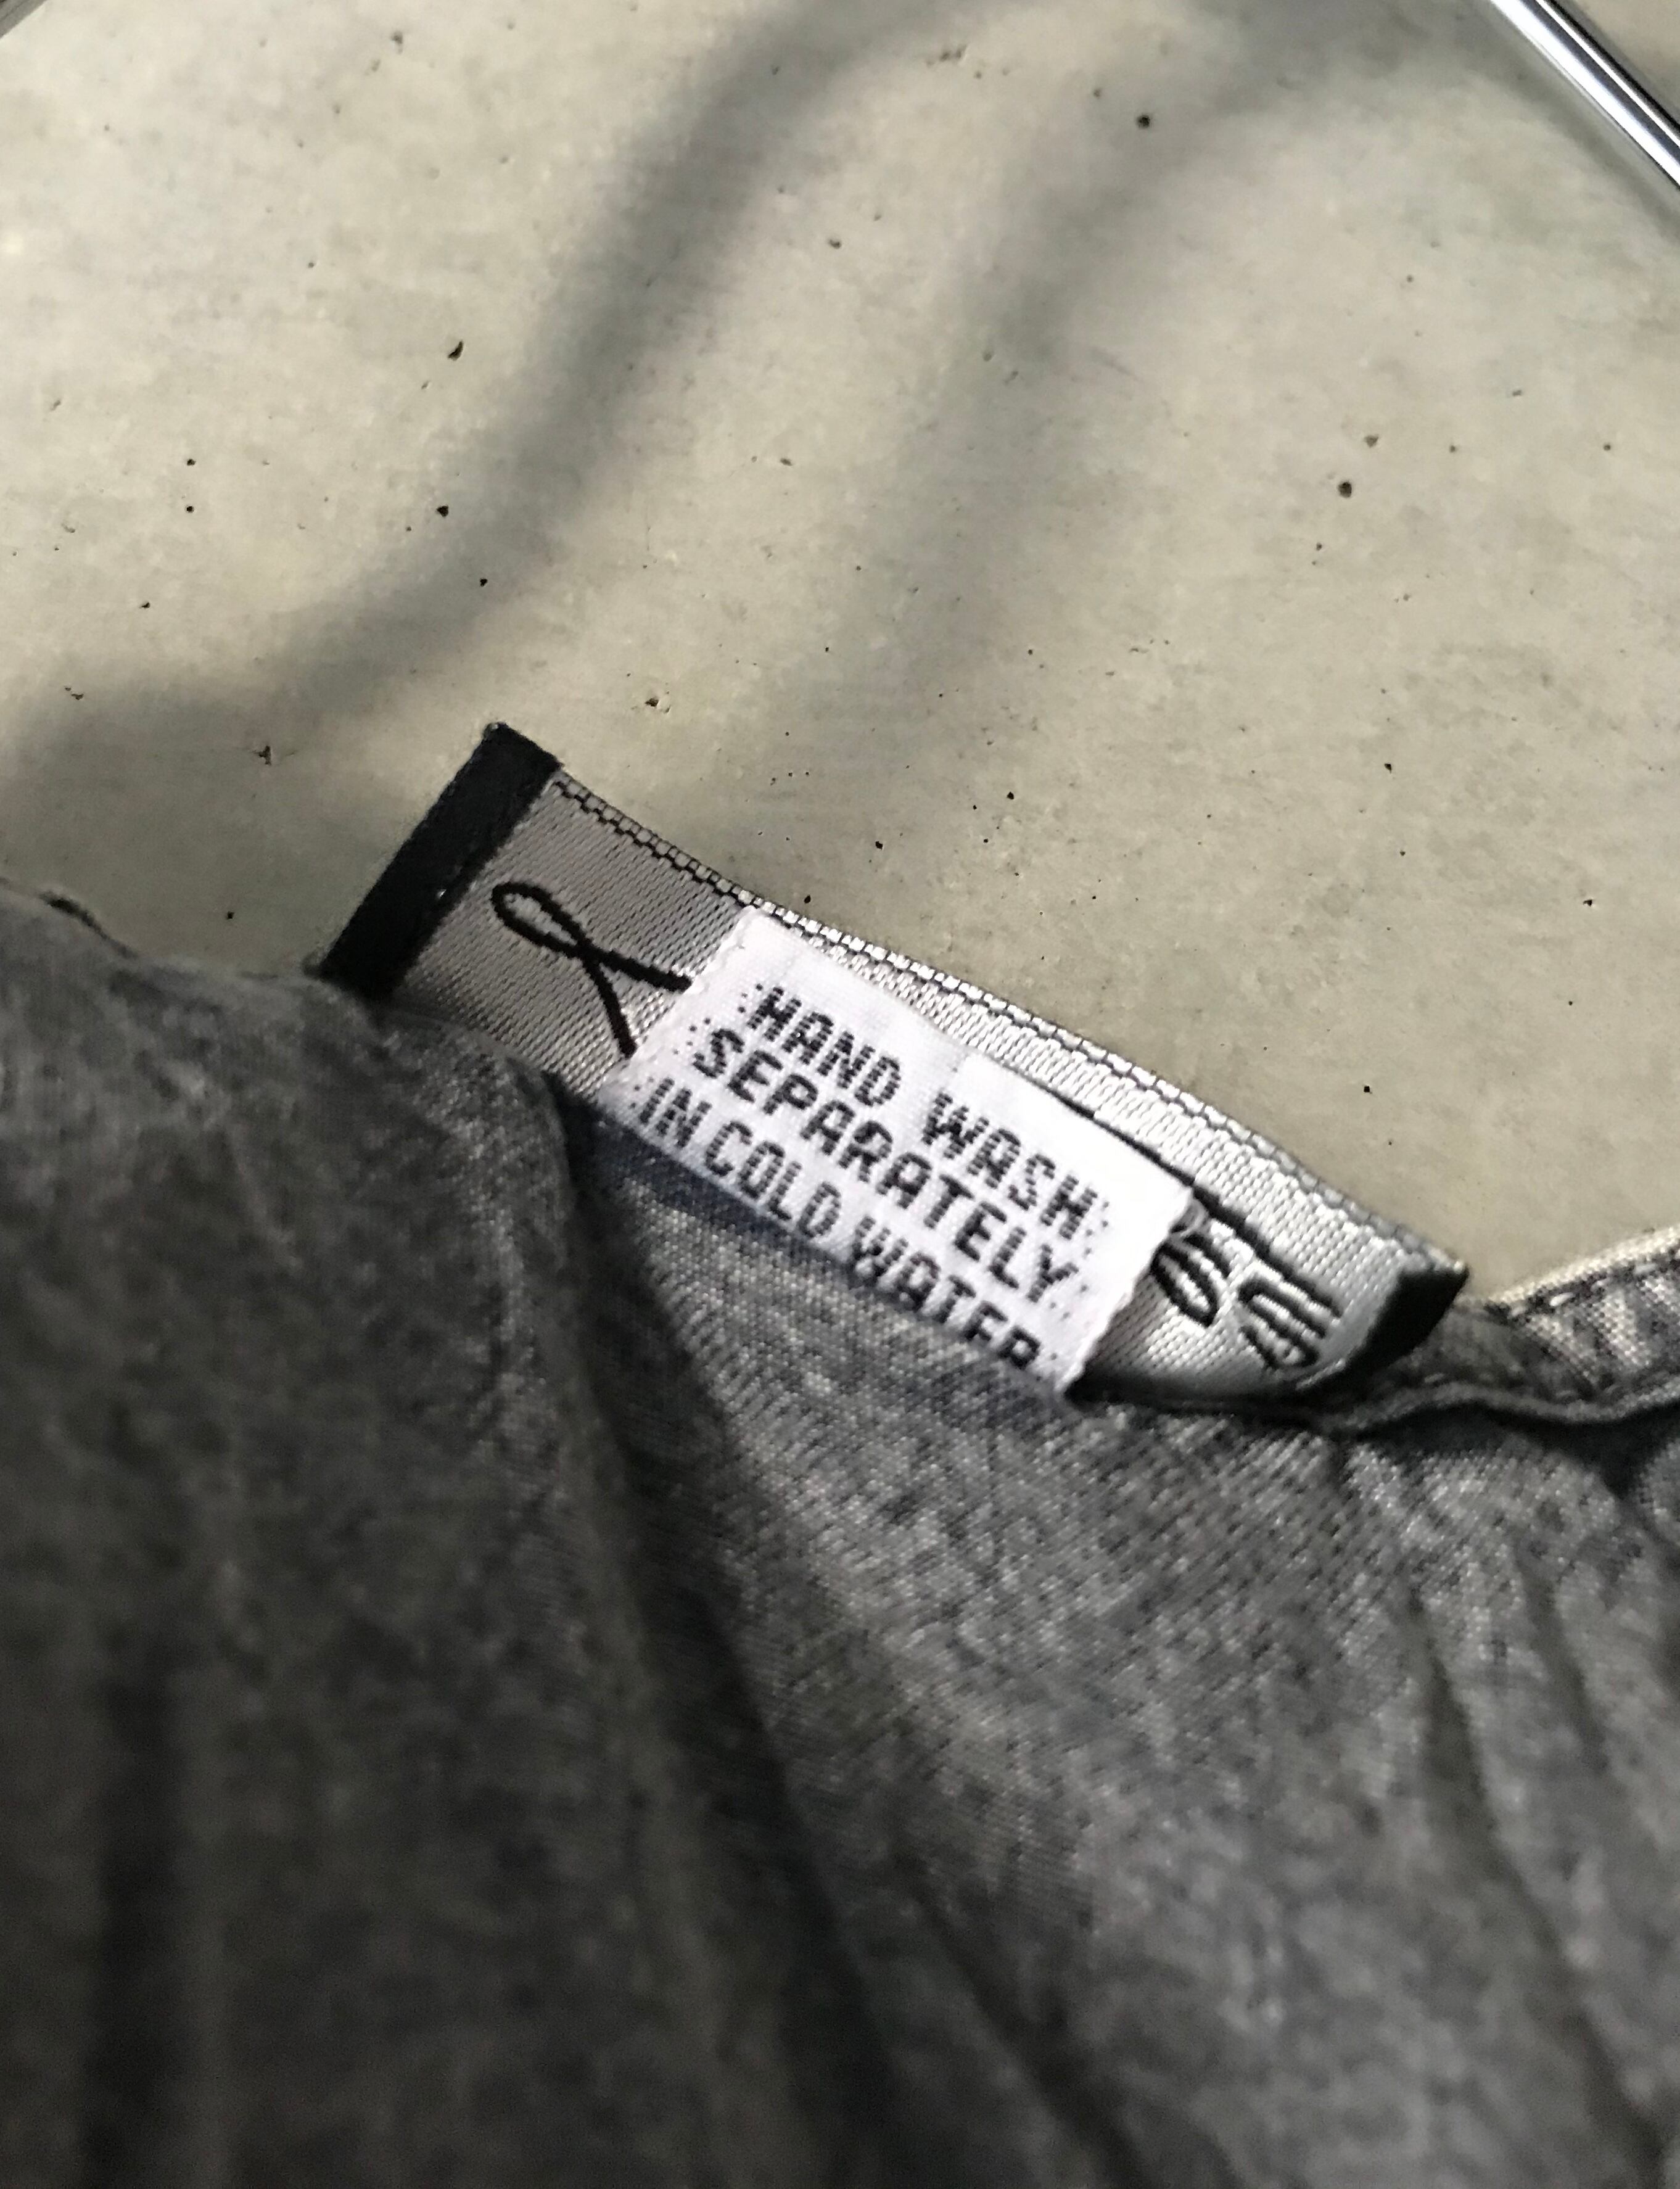 HAND WASH
SEPARATELY
IN COLD WATER